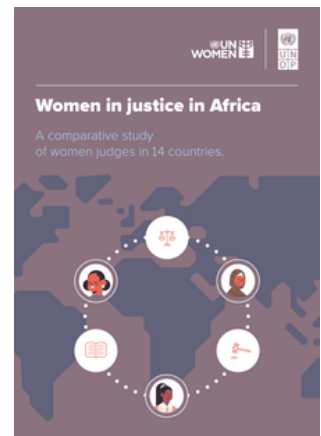 UN
WOMEN
U N
D P
Women in justice in Africa
A comparative study
of women judges in 14 countries.